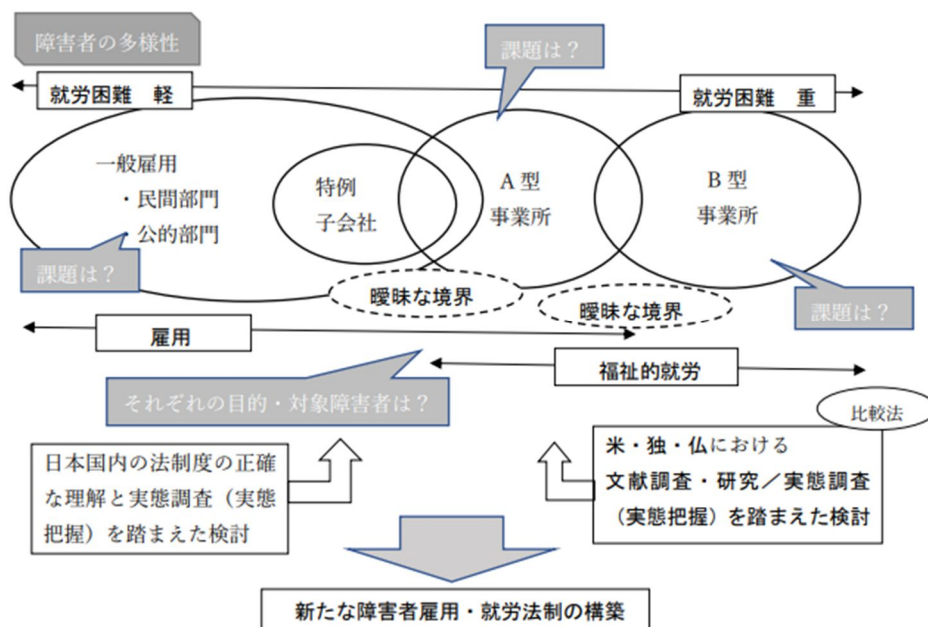 障害者の多様性
課題は？
就労困難　軽
就労困難　重
一般雇用
・民間部門
・公的部門
特例
子会社
A 型
事業所
B 型
事業所
課題は？
曖昧な境界
曖昧な境界
課題は？
雇用
福祉的就労
それぞれの目的・対象障害者は？
比較法
日本国内の法制度の正確
な理解と実態調査（実態
把握）を踏まえた検討
米・独・仏における
文献調査・研究／実態調査
（実態把握）を踏まえた検討
新たな障害者雇用・就労法制の構築